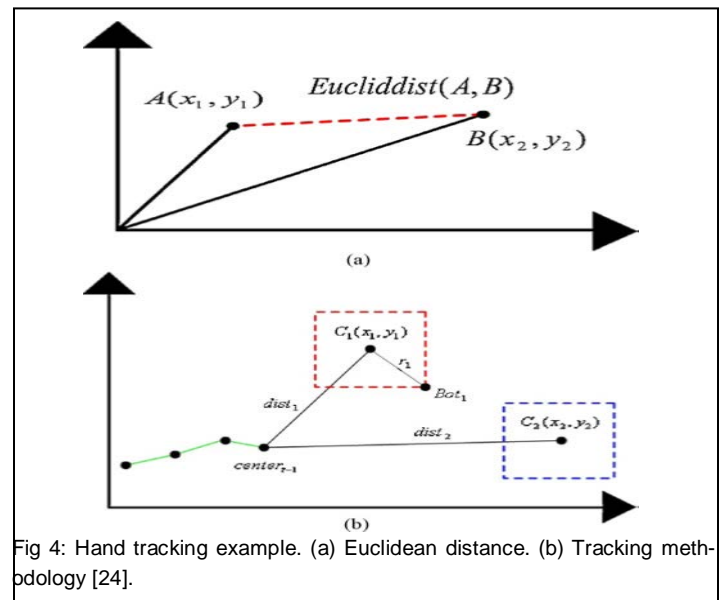 Eucliddist(A, B)
A(x₁, y₁)
B(x₂, y₂)
(a)
C₁(x₁, y₁)
r₁
Bot₁
dist₁
C₂(x₂, y₂)
dist₂
centerₜ₋₁
(b)
Fig 4: Hand tracking example. (a) Euclidean distance. (b) Tracking meth-
odology [24].